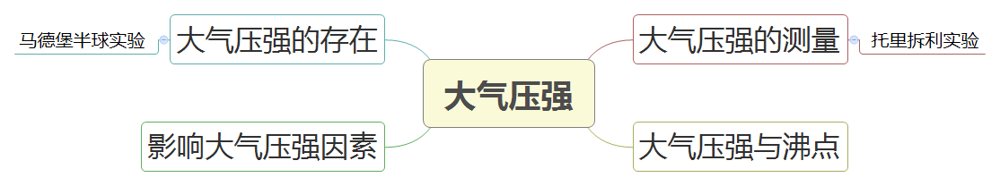 马德堡半球实验
大气压强的存在
大气压强的测量
托里拆利实验
大气压强
影响大气压强因素
大气压强与沸点